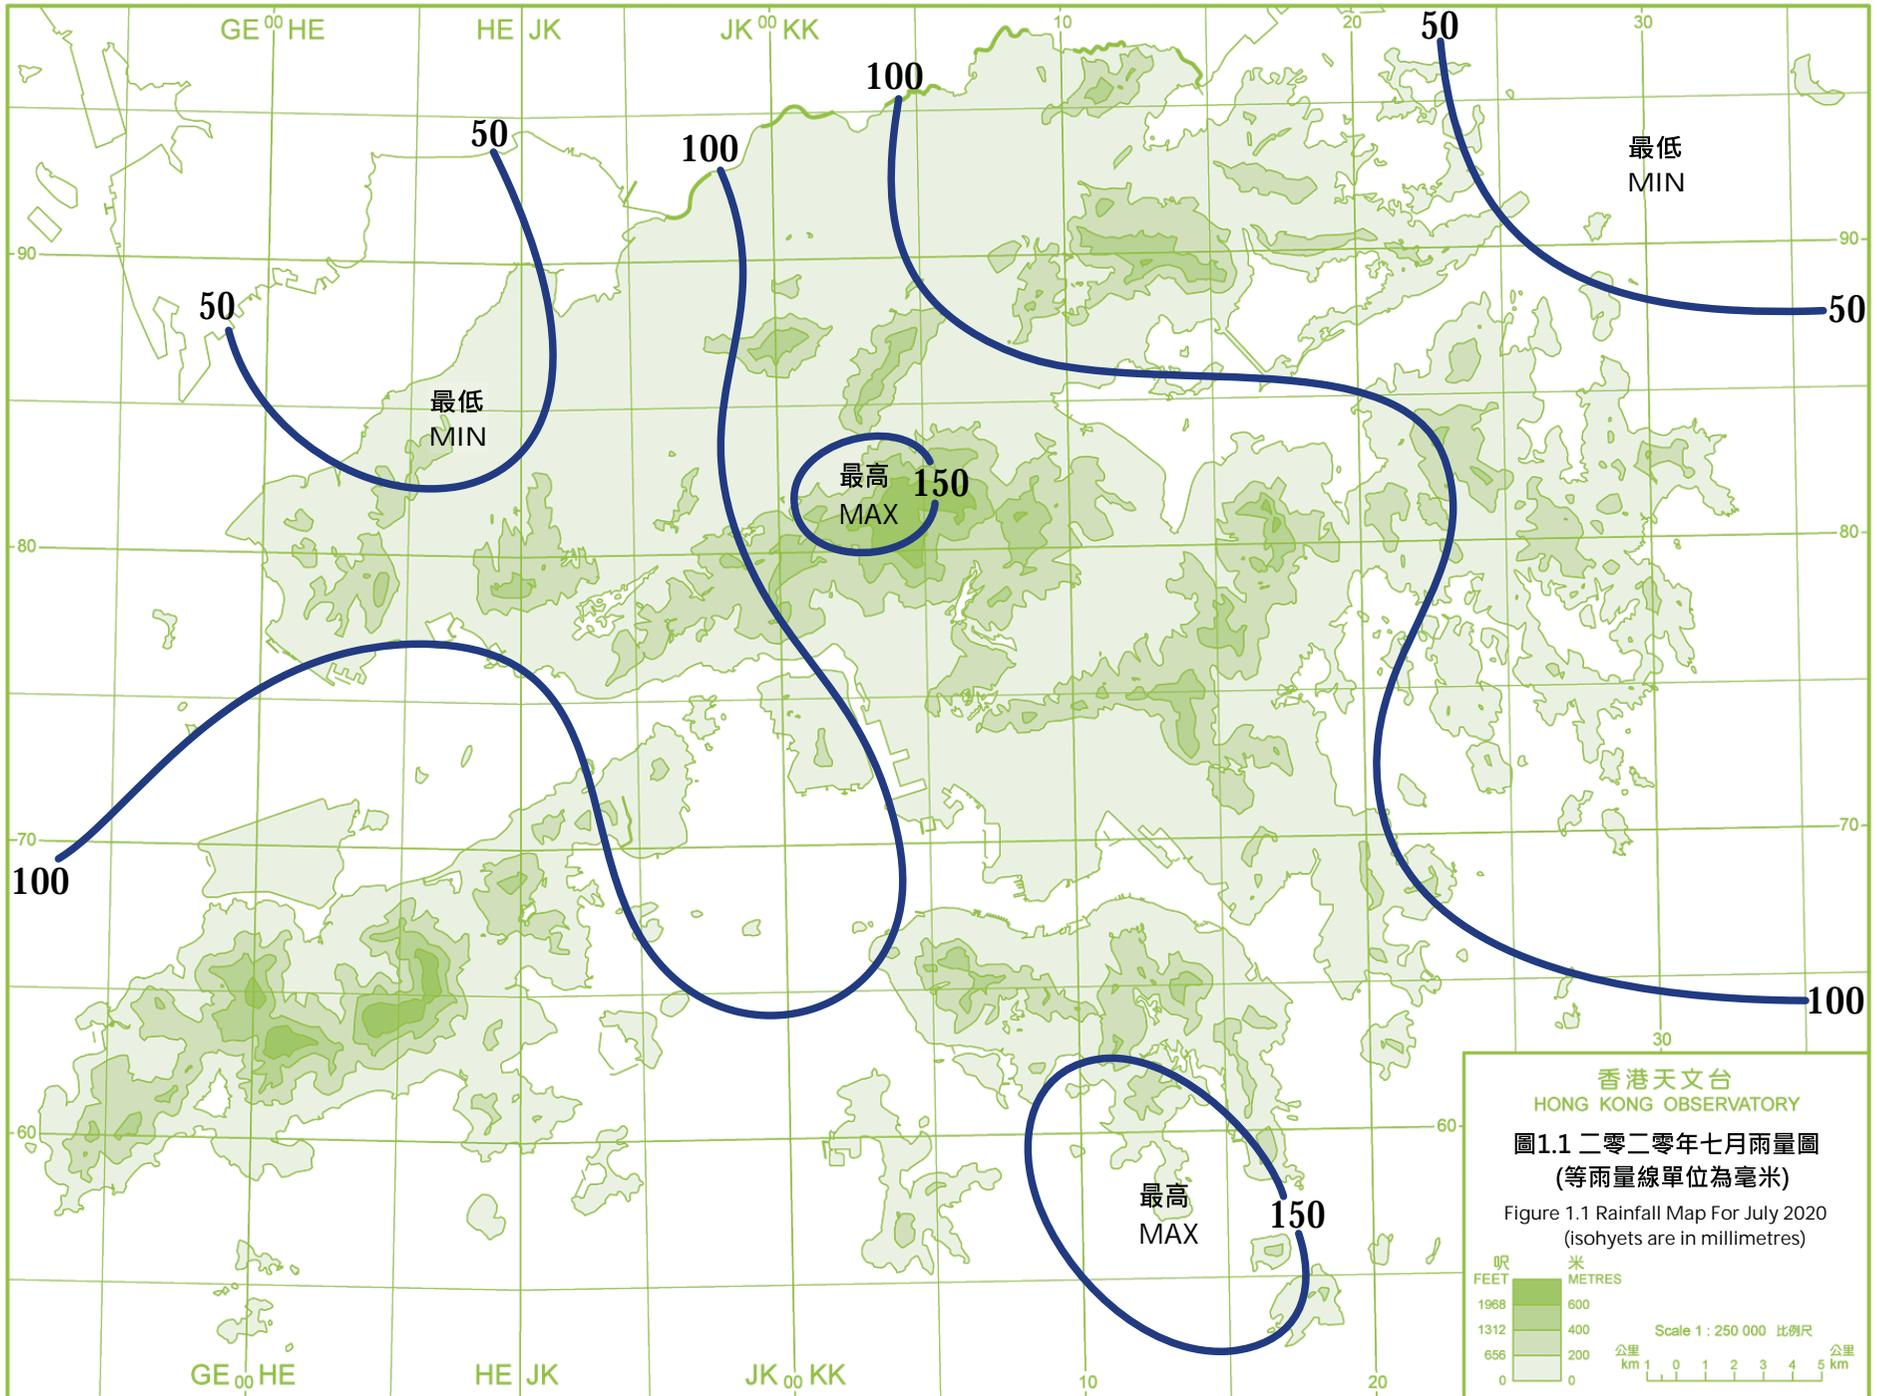 GE 00 HE
HE JK
JK 00 KK
10
20
30
50
100
50
100
最低
MIN
90
90
50
50
最低
MIN
最高
MAX
150
80
80
70
70
100
100
30
60
60
最高
MAX
150
香港天文台
HONG KONG OBSERVATORY
圖1.1 二零二零年七月雨量圖
(等雨量線單位為毫米)
Figure 1.1 Rainfall Map For July 2020
(isohyets are in millimetres)
呎 米
FEET METRES
1968 600
1312 400
656 200
0 0
Scale 1 : 250 000 比例尺
公里 公里
km 1 0 1 2 3 4 5 km
GE 00 HE
HE JK
JK 00 KK
10
20